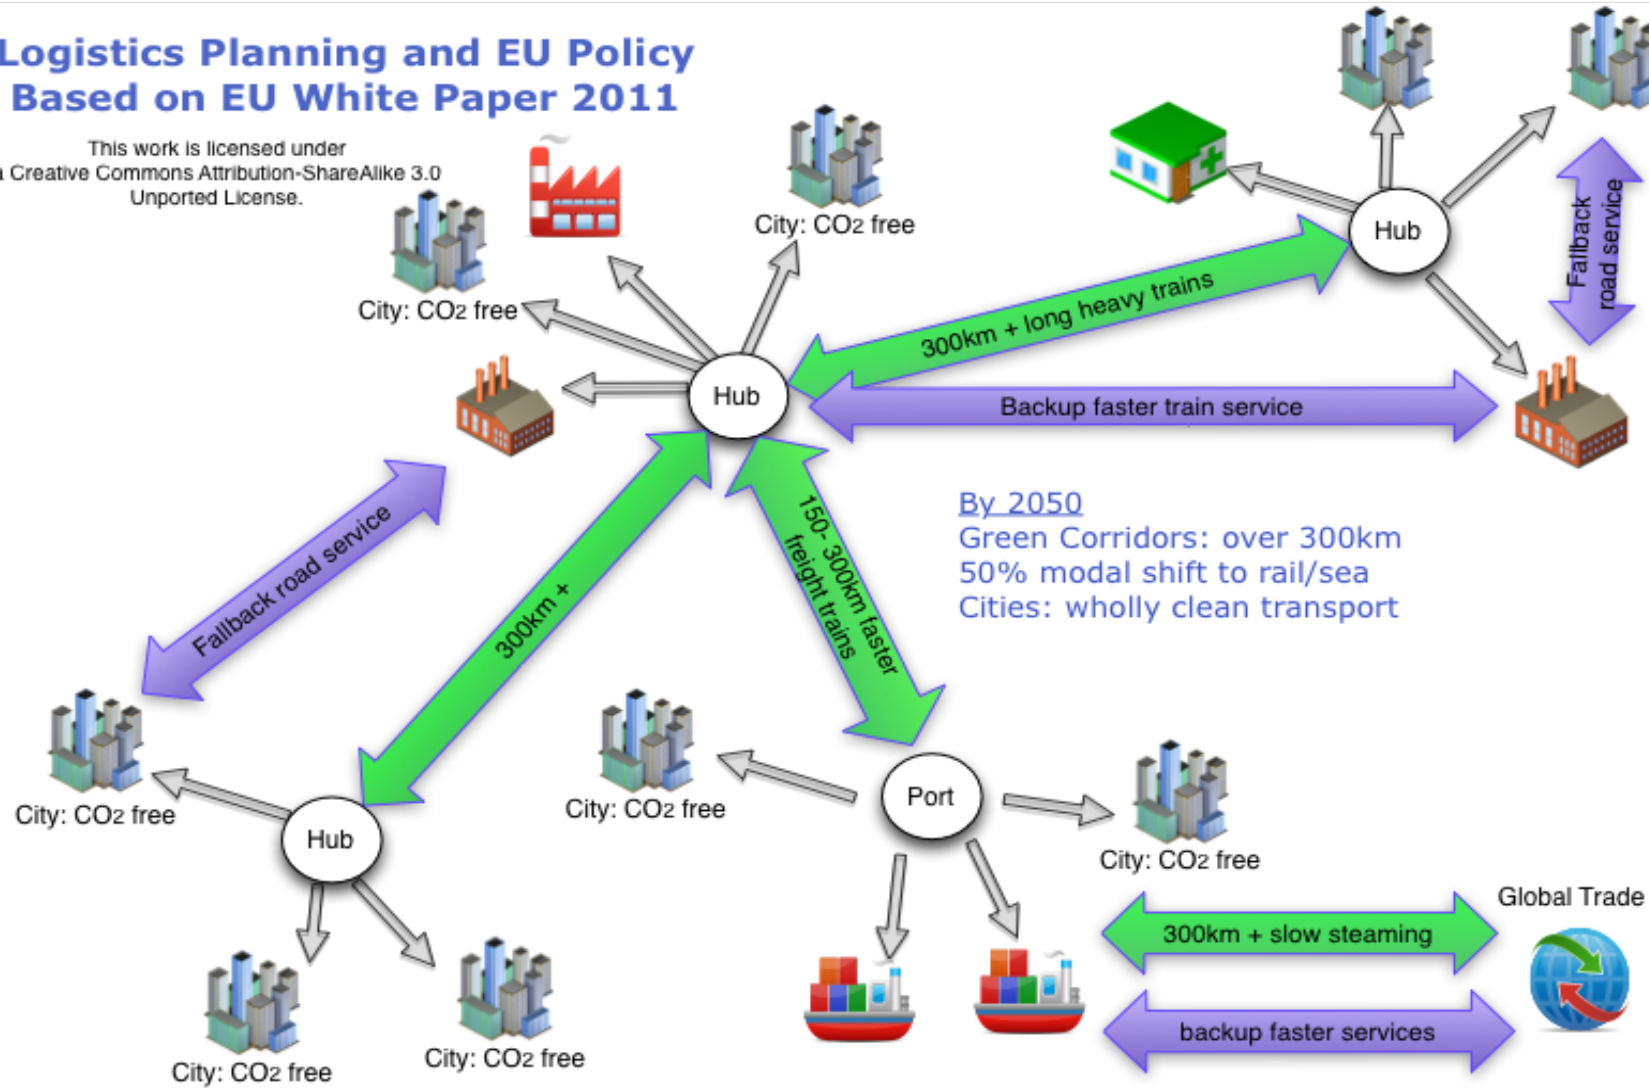 Logistics Planning and EU Policy
Based on EU White Paper 2011
This work is licensed under
a Creative Commons Attribution-ShareAlike 3.0
Unported License.
City: CO2 free
City: CO2 free
Hub
Hub
300km + long heavy trains
Backup faster train service
Fallback
road service
Fallback road service
300km +
150- 300km faster
freight trains
By 2050
Green Corridors: over 300km
50% modal shift to rail/sea
Cities: wholly clean transport
City: CO2 free
Hub
City: CO2 free
City: CO2 free
City: CO2 free
Port
City: CO2 free
Global Trade
300km + slow steaming
backup faster services